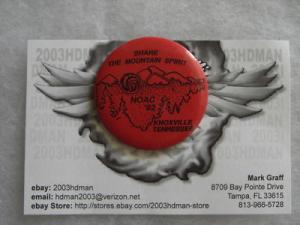 2003HDMAN
SHARE
THE MOUNTAIN SPIRIT
NOAC
'92
KNOXVILLE
TENNESSEE
Mark Graff
8709 Bay Pointe Drive
Tampa, FL 33615
813-966-5728
ebay: 2003hdman
email: hdman2003@verizon.net
ebay Store: http://stores.ebay.com/2003hdman-store